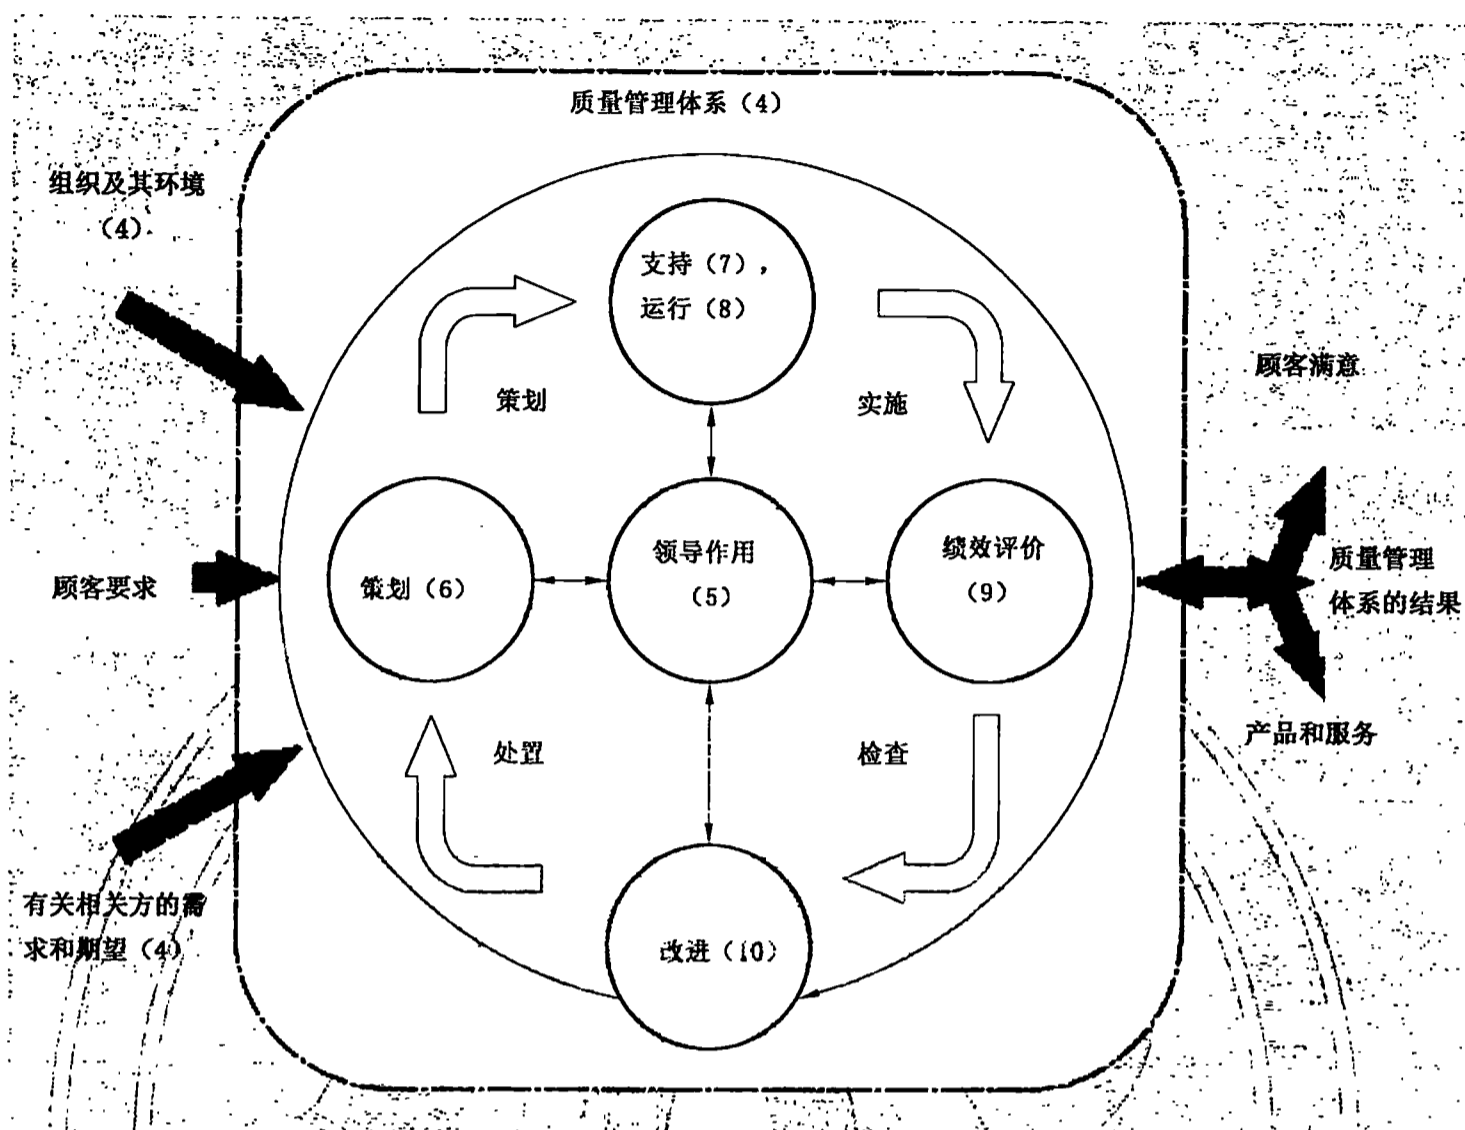 质量管理体系（4）
组织及其环境
（4）
支持（7），
运行（8）
策划
实施
顾客满意
顾客要求
策划（6）
领导作用
（5）
绩效评价
（9）
质量管理
体系的结果
处置
检查
产品和服务
有关相关方的需
求和期望（4）
改进（10）